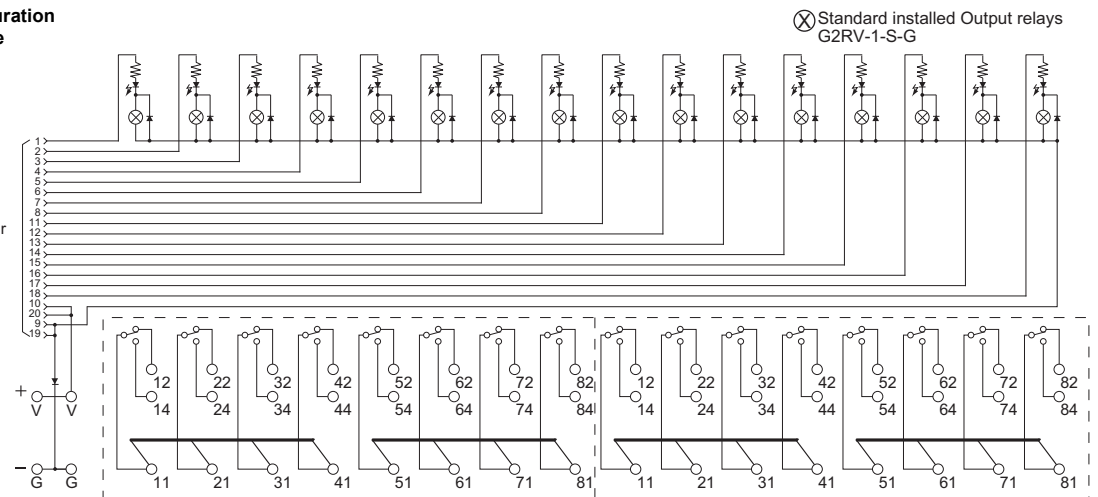 uration
e
Standard installed Output relays
G2RV-1-S-G
1
2
3
4
5
6
7
8
11
r
12
13
14
15
16
17
18
10
20
9
19
12 22 32 42 52 62 72 82 12 22 32 42 52 62 72 82
+
V V
14 24 34 44 54 64 74 84 14 24 34 44 54 64 74 84
−
G G
11 21 31 41 51 61 71 81 11 21 31 41 51 61 71 81